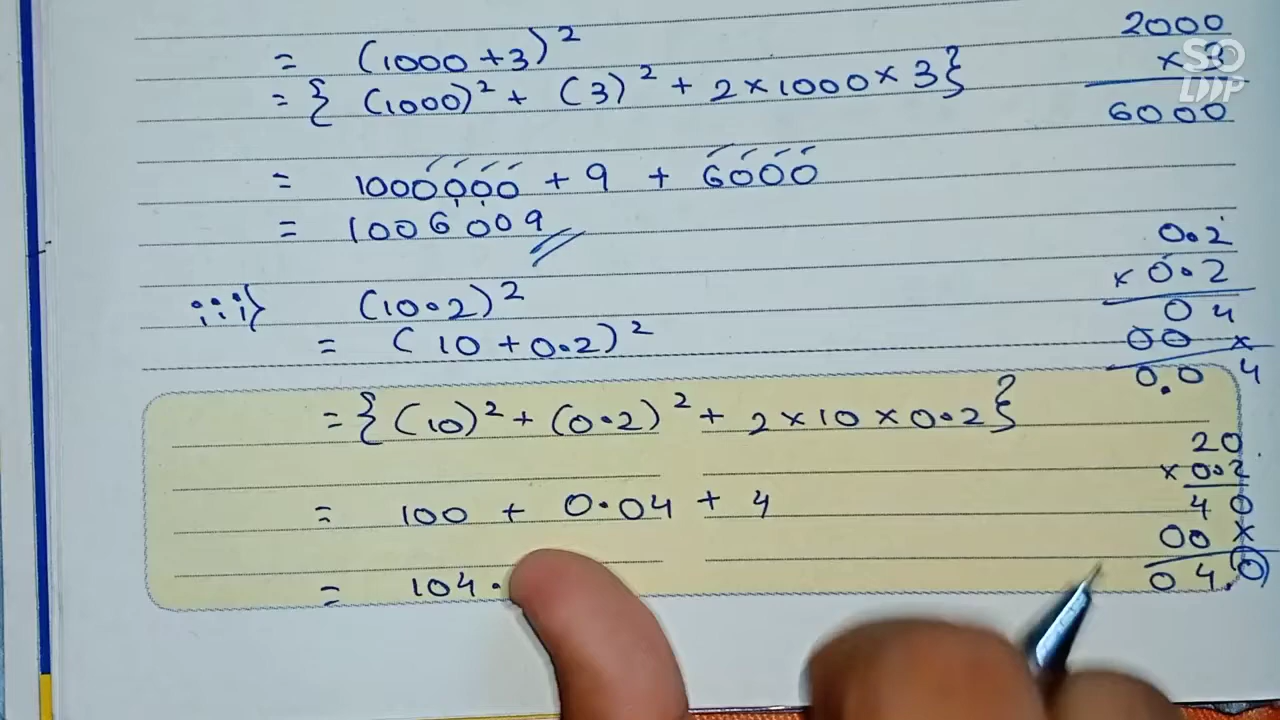 = (1000+3)²
= { (1000)² + (3)² + 2×1000×3}
= 1000000 + 9 + 6000
= 1006009
iii) (10.2)²
= (10 + 0.2)²
= { (10)² + (0.2)² + 2×10×0.2}
= 100 + 0.04 + 4
= 104.
2000
× 3
6000
0.2
× 0.2
04
00 ×
0.04
20
× 0.2
40
00 ×
04.0